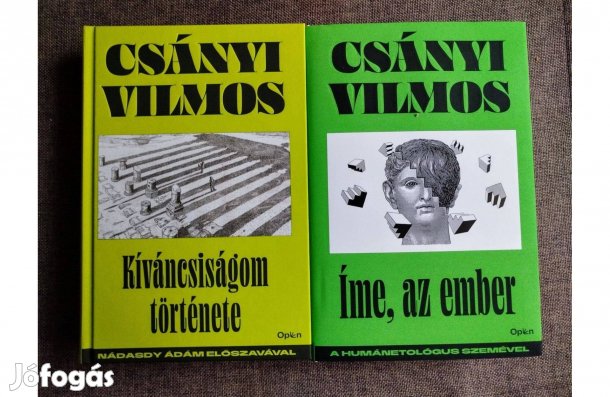 CSÁNYI
VILMOS
Kíváncsiságom
története
Open
NÁDASDY ÁDÁM ELŐSZAVÁVAL
CSÁNYI
VILMOS
Íme, az ember
Open
A HUMÁNETOLÓGUS SZEMÉVEL
Jófogás